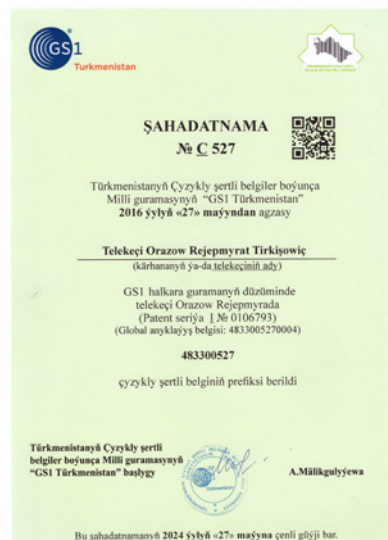 GS1
Turkmenistan
ŞAHADATNAMA
№ C 527
Türkmenistanyň Çyzykly şertli belgiler boýunça
Milli guramasynyň “GS1 Türkmenistan”
2016 ýylyň «27» maýyndan agzasy
Telekeçi Orazow Rejepmyrat Tirkişowiç
(kärhananyň ýa-da telekeçiniň ady)
GS1 halkara guramanyň düzüminde
telekeçi Orazow Rejepmyrada
(Patent seriýa I № 0106793)
(Global anyklaýyş belgisi: 4833005270004)
483300527
çyzykly şertli belginiň prefiksi berildi
Türkmenistanyň Çyzykly şertli
belgiler boýunça Milli guramasynyň
“GS1 Türkmenistan” başlygy
A.Mälikgulyýewa
Bu şahadatnamanyň 2024 ýylyň «27» maýyna çenli güýji bar.